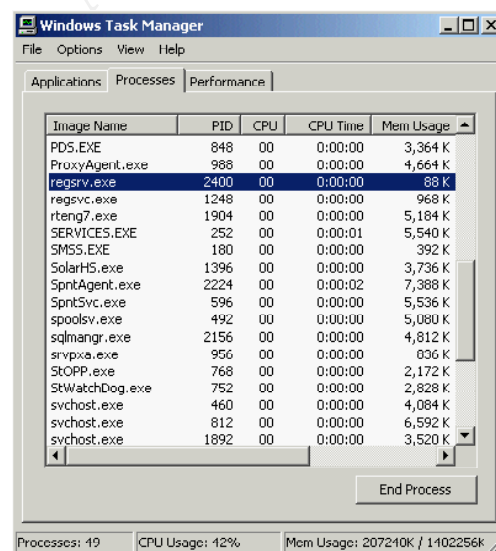 Windows Task Manager
File Options View Help
Applications Processes Performance
Image Name PID CPU CPU Time Mem Usage
PDS.EXE 848 00 0:00:00 3,364 K
ProxyAgent.exe 988 00 0:00:00 4,664 K
regsrv.exe 2400 00 0:00:00 88 K
regsvc.exe 1248 00 0:00:00 968 K
rteng7.exe 1904 00 0:00:00 5,184 K
SERVICES.EXE 252 00 0:00:01 5,540 K
SMSS.EXE 180 00 0:00:00 392 K
SolarHS.exe 1396 00 0:00:00 3,736 K
SpntAgent.exe 2224 00 0:00:02 7,388 K
SpntSvc.exe 596 00 0:00:00 5,536 K
spoolsv.exe 492 00 0:00:00 5,080 K
sqlmangr.exe 2156 00 0:00:00 4,812 K
srvpxa.exe 956 00 0:00:00 836 K
StOPP.exe 768 00 0:00:00 2,172 K
StWatchDog.exe 752 00 0:00:00 2,828 K
svchost.exe 460 00 0:00:00 4,084 K
svchost.exe 812 00 0:00:00 6,592 K
svchost.exe 1892 00 0:00:00 3,520 K
End Process
Processes: 49 CPU Usage: 42% Mem Usage: 207240K / 1402256K